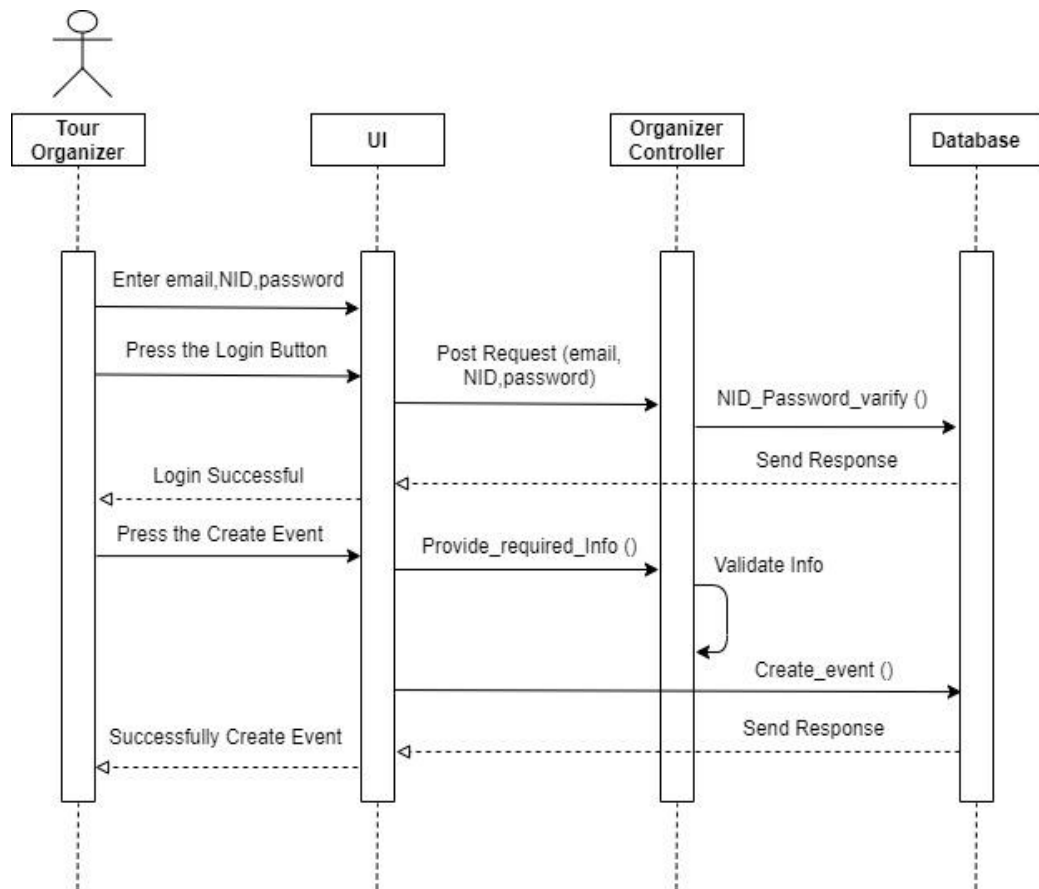 Tour
Organizer
UI
Organizer
Controller
Database
Enter email,NID,password
Press the Login Button
Post Request (email,
NID,password)
NID_Password_varify ()
Send Response
Login Successful
Press the Create Event
Provide_required_Info ()
Validate Info
Create_event ()
Send Response
Successfully Create Event